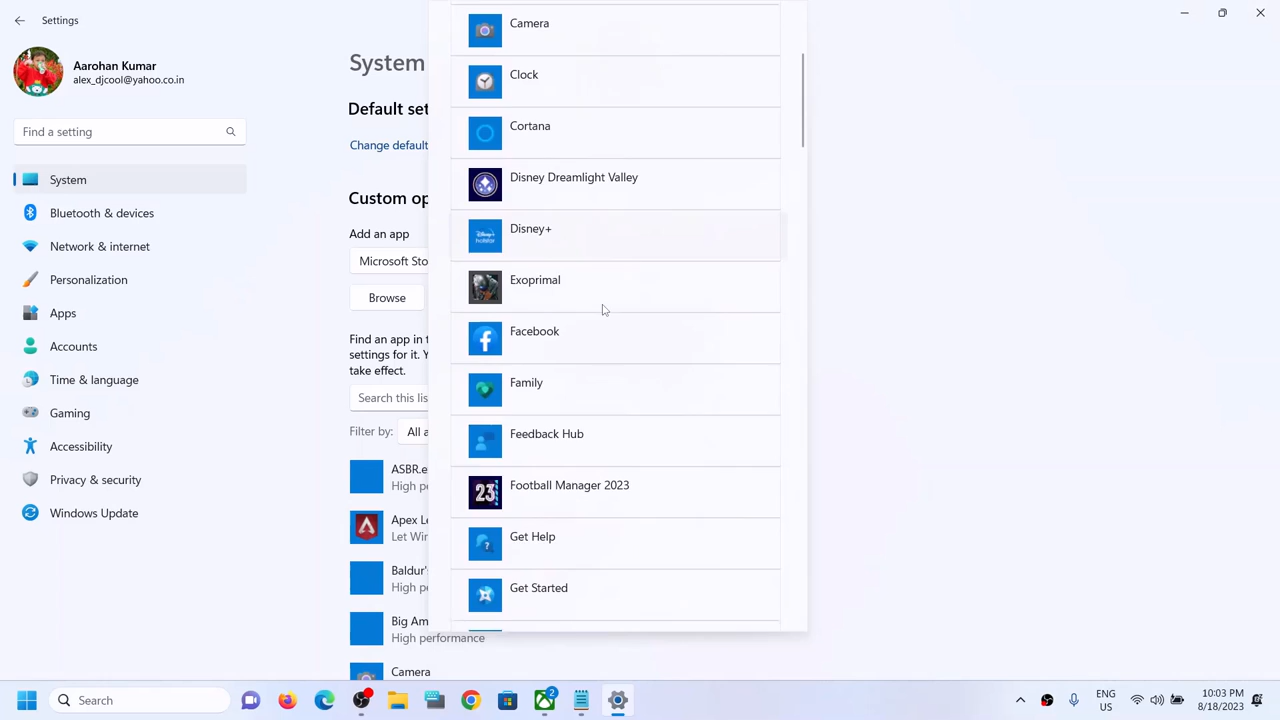 Settings
Aarohan Kumar
alex_djcool@yahoo.co.in
Find a setting
System
Bluetooth & devices
Network & internet
Personalization
Apps
Accounts
Time & language
Gaming
Accessibility
Privacy & security
Windows Update
System
Default set
Change default
Custom op
Add an app
Microsoft Sto
Browse
Find an app in t
settings for it. Y
take effect.
Search this lis
Filter by: All a
ASBR.e
High pe
Apex Le
Let Win
Baldur's
High pe
Big Am
High performance
Camera
Camera
Clock
Cortana
Disney Dreamlight Valley
Disney+
Disney+
hotstar
Exoprimal
Facebook
Family
Feedback Hub
23
Football Manager 2023
Get Help
Get Started
Search
2
ENG
US
10:03 PM
8/18/2023